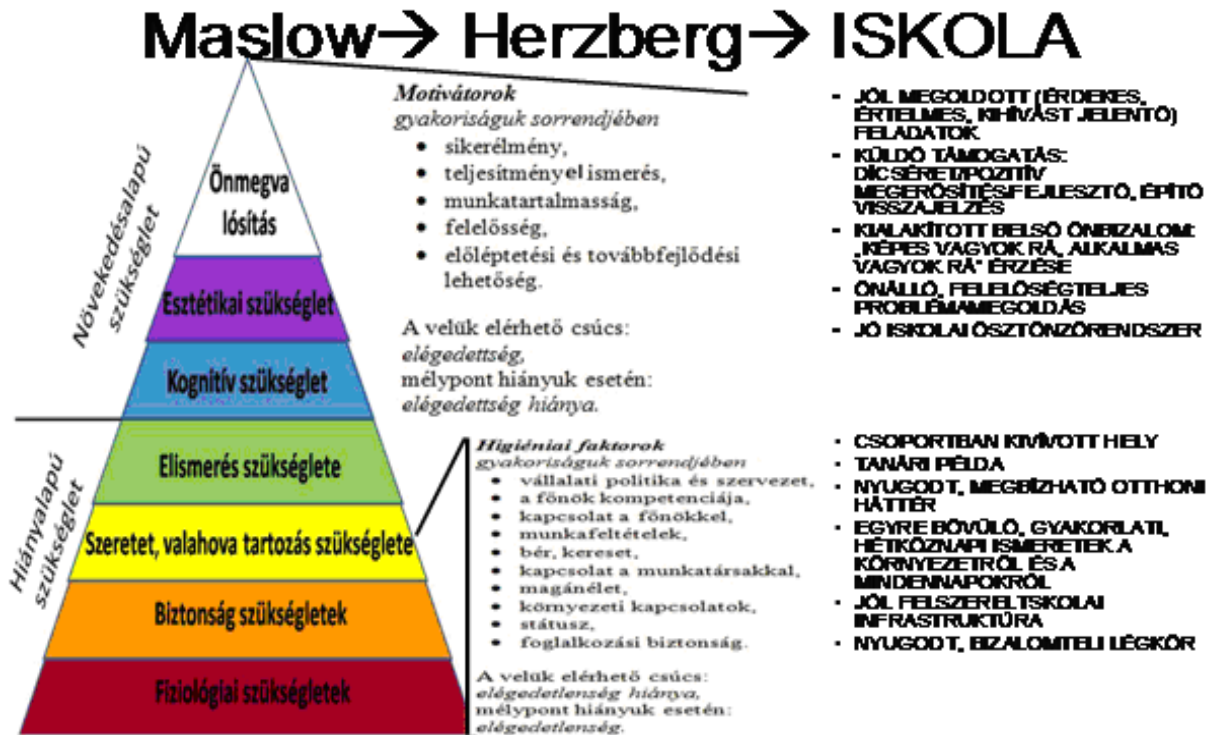 Maslow→ Herzberg→ ISKOLA
Növekedésalapú
szükséglet
Hiányalapú
szükséglet
Önmegva
lósítás
Esztétikai szükséglet
Kognitív szükséglet
Elismerés szükséglete
Szeretet, valahova tartozás szükséglete
Biztonság szükségletek
Fiziológiai szükségletek
Motivátorok
gyakoriságuk sorrendjében
• sikerélmény,
• teljesítményelismerés,
• munkatartalmasság,
• felelősség,
• előléptetési és továbbfejlődési
lehetőség.
A velük elérhető csúcs:
elégedettség,
mélypont hiányuk esetén:
elégedettség hiánya.
Higiéniai faktorok
gyakoriságuk sorrendjében
• vállalati politika és szervezet,
• a főnök kompetenciája,
• kapcsolat a főnökkel,
• munkafeltételek,
• bér, kereset,
• kapcsolat a munkatársakkal,
• magánélet,
• környezeti kapcsolatok,
• státusz,
• foglalkozási biztonság.
A velük elérhető csúcs:
elégedetlenség hiánya,
mélypont hiányuk esetén:
elégedetlenség.
- JÓL MEGOLDOTT (ÉRDEKES,
ÉRTELMES, KIHÍVÁST JELENTŐ)
FELADATOK
- KÜLDŐ TÁMOGATÁS:
DÍCSÉRET/POZITÍV
MEGERŐSÍTÉS/FEJLESZTŐ, ÉPÍTŐ
VISSZAJELZÉS
- KIALAKÍTOTT BELSŐ ÖNBIZALOM:
„KÉPES VAGYOK RÁ, ALKALMAS
VAGYOK RÁ" ÉRZÉSE
- ÖNÁLLÓ, FELELŐSÉGTELJES
PROBLÉMAMEGOLDÁS
- JÓ ISKOLAI ÖSZTÖNZŐRENDSZER
- CSOPORTBAN KIVÍVOTT HELY
- TANÁRI PÉLDA
- NYUGODT, MEGBÍZHATÓ OTTHONI
HÁTTÉR
- EGYRE BŐVÜLŐ, GYAKORLATI,
HÉTKÖZNAPI ISMERETEK A
KÖRNYEZETRŐL ÉS A
MINDENNAPOKRÓL
- JÓL FELSZERELTSKOLAI
INFRASTRUKTÚRA
- NYUGODT, BIZALOMTELI LÉGKÖR